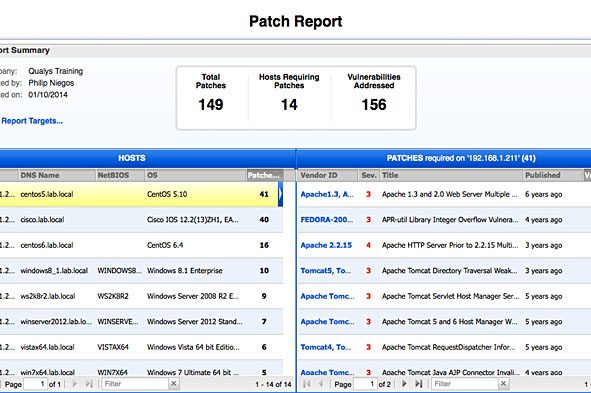 Patch Report
ort Summary
pany: Qualys Training
ted by: Philip Niegos
ted on: 01/10/2014
Report Targets...
Total Patches 149
Hosts Requiring Patches 14
Vulnerabilities Addressed 156
HOSTS
DNS Name NetBIOS OS Patche...
1.2... centos5.lab.local CentOS 5.10 41
1.2... cisco.lab.local Cisco IOS 12.2(13)ZH1, EA... 40
1.2... centos6.lab.local CentOS 6.4 16
1.2... windows8_1.lab.local WINDOWS8... Windows 8.1 Enterprise 10
1.2... ws2k8r2.lab.local WS2K8R2 Windows Server 2008 R2 E... 9
1.2... winserver2012.lab.lo... WINSERVE... Windows Server 2012 Stand... 7
1.2... vistax64.lab.local VISTAX64 Windows Vista 64 bit Editio... 6
1.2... win7x64.lab.local WIN7X64 Windows 7 Ultimate 64 bit ... 5
Page 1 of 1 Filter 1 - 14 of 14
PATCHES required on '192.168.1.211' (41)
Vendor ID Sev. Title Published
Apache1.3, A... 3 Apache 1.3 and 2.0 Web Server Multiple ... 6 years ago
FEDORA-200... 3 APR-util Library Integer Overflow Vulnera... 4 years ago
Apache 2.2.15 4 Apache HTTP Server Prior to 2.2.15 Multi... 3 years ago
Tomcat5, To... 3 Apache Tomcat Directory Traversal Weak... 3 years ago
Apache Tomc... 3 Apache Tomcat Servlet Host Manager Ser... 5 years ago
Apache Tomc... 3 Apache Tomcat 5 and 6 Host Manager W... 5 years ago
Tomcat4, To... 3 Apache Tomcat RequestDispatcher Infor... 5 years ago
Apache Tomc... 3 Apache Tomcat Java AJP Connector Invali... 4 years ago
Page 1 of 2 Filter